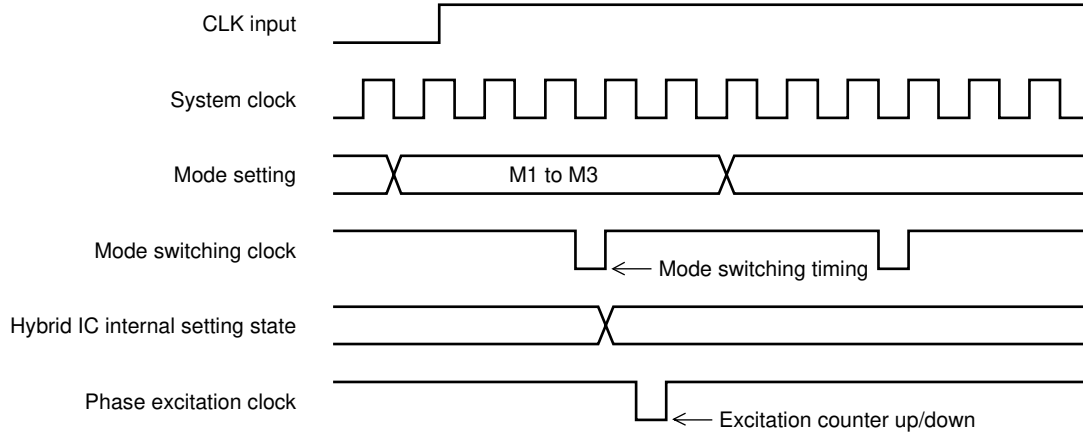 CLK input
System clock
Mode setting
M1 to M3
Mode switching clock
Mode switching timing
Hybrid IC internal setting state
Phase excitation clock
Excitation counter up/down